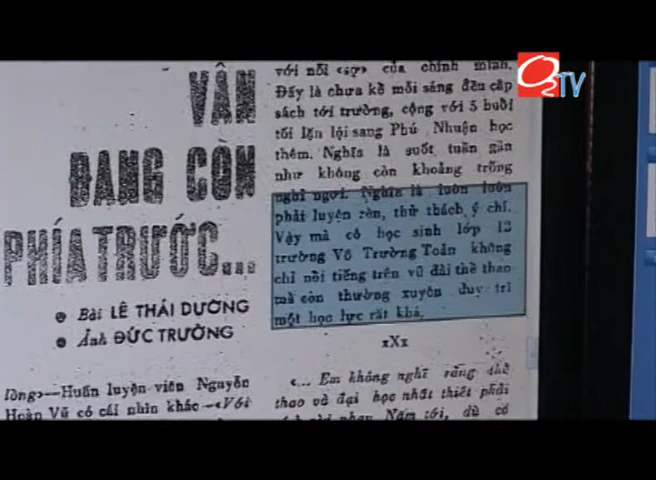 O2TV
VẪN
ĐANG CÒN
PHÍA TRƯỚC...
Bài LÊ THÁI DƯƠNG
Ảnh ĐỨC TRƯỜNG
lòng»—Huấn luyện viên Nguyễn
Hoàn Vũ có cái nhìn khác —«Với
với nỗi «sợ» của chính mình.
Đấy là chưa kể mỗi sáng đều cắp
sách tới trường, cộng với 5 buổi
tối lặn lội sang Phú Nhuận học
thêm. Nghĩa là suốt tuần gần
như không còn khoảng trống
nghỉ ngơi. Nghĩa là luôn luôn
phải luyện rèn, thử thách ý chí.
Vậy mà cô học sinh lớp 12
trường Võ Trường Toản không
chỉ nổi tiếng trên vũ đài thể thao
mà còn thường xuyên duy trì
một học lực rất khá.
xXx
«... Em không nghĩ rằng thể
thao và đại học nhất thiết phải
Năm tới, dù có